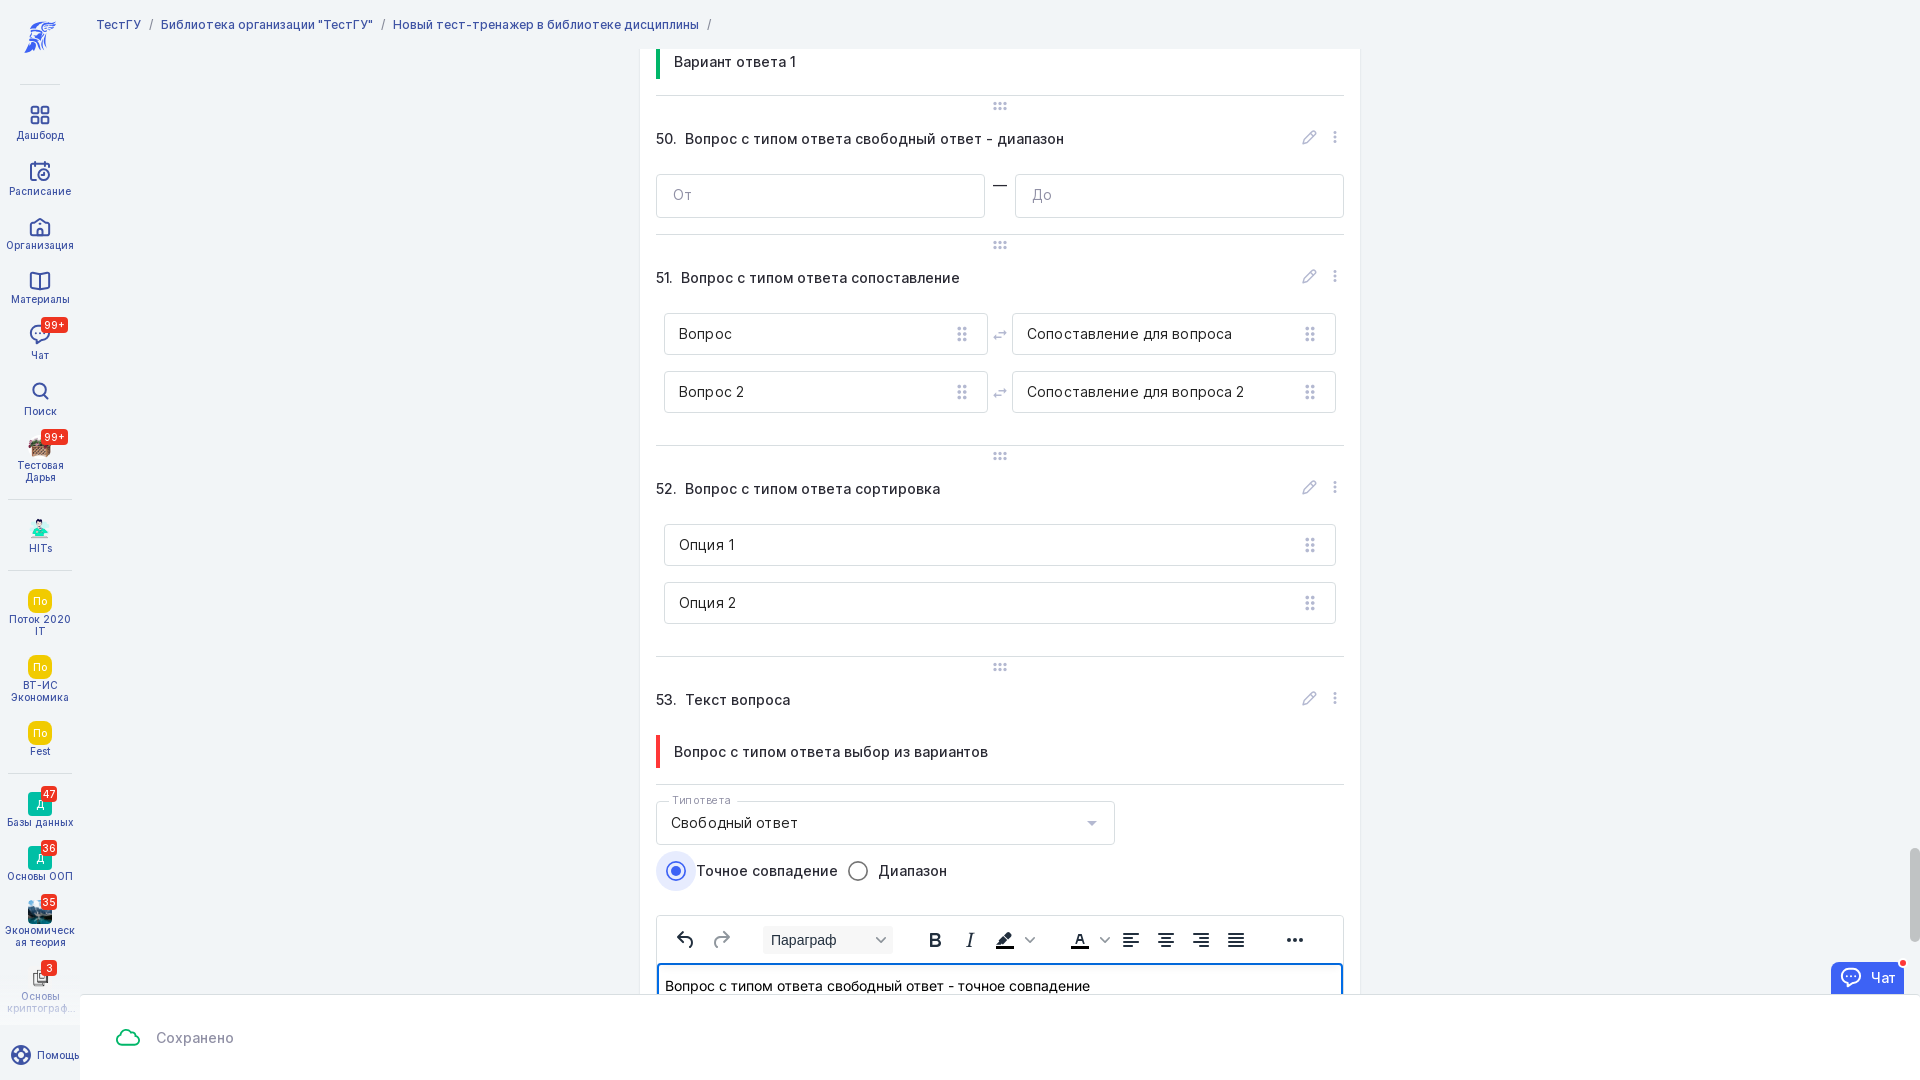 ТестГУ / Библиотека организации "ТестГУ" / Новый тест-тренажер в библиотеке дисциплины /
Дашборд
Расписание
Организация
Материалы
99+
Чат
Поиск
99+
Тестовая
Дарья
HITs
По
Поток 2020
IT
По
ВТ-ИС
Экономика
По
Fest
47
Д
Базы данных
36
Д
Основы ООП
35
Экономическ
ая теория
3
Основы
криптограф...
Помощь
Вариант ответа 1
50. Вопрос с типом ответа свободный ответ - диапазон
От — До
51. Вопрос с типом ответа сопоставление
Вопрос Сопоставление для вопроса
Вопрос 2 Сопоставление для вопроса 2
52. Вопрос с типом ответа сортировка
Опция 1
Опция 2
53. Текст вопроса
Вопрос с типом ответа выбор из вариантов
Тип ответа
Свободный ответ
Точное совпадение Диапазон
Параграф B I A
Вопрос с типом ответа свободный ответ - точное совпадение
Чат
Сохранено